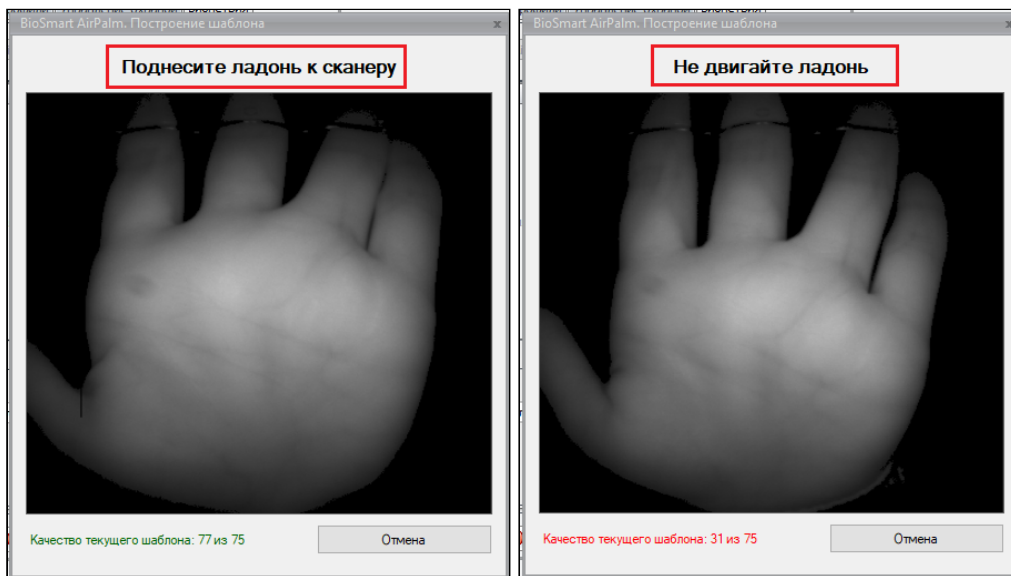 BioSmart AirPalm. Построение шаблона
x
Поднесите ладонь к сканеру
Качество текущего шаблона: 77 из 75
Отмена
BioSmart AirPalm. Построение шаблона
x
Не двигайте ладонь
Качество текущего шаблона: 31 из 75
Отмена